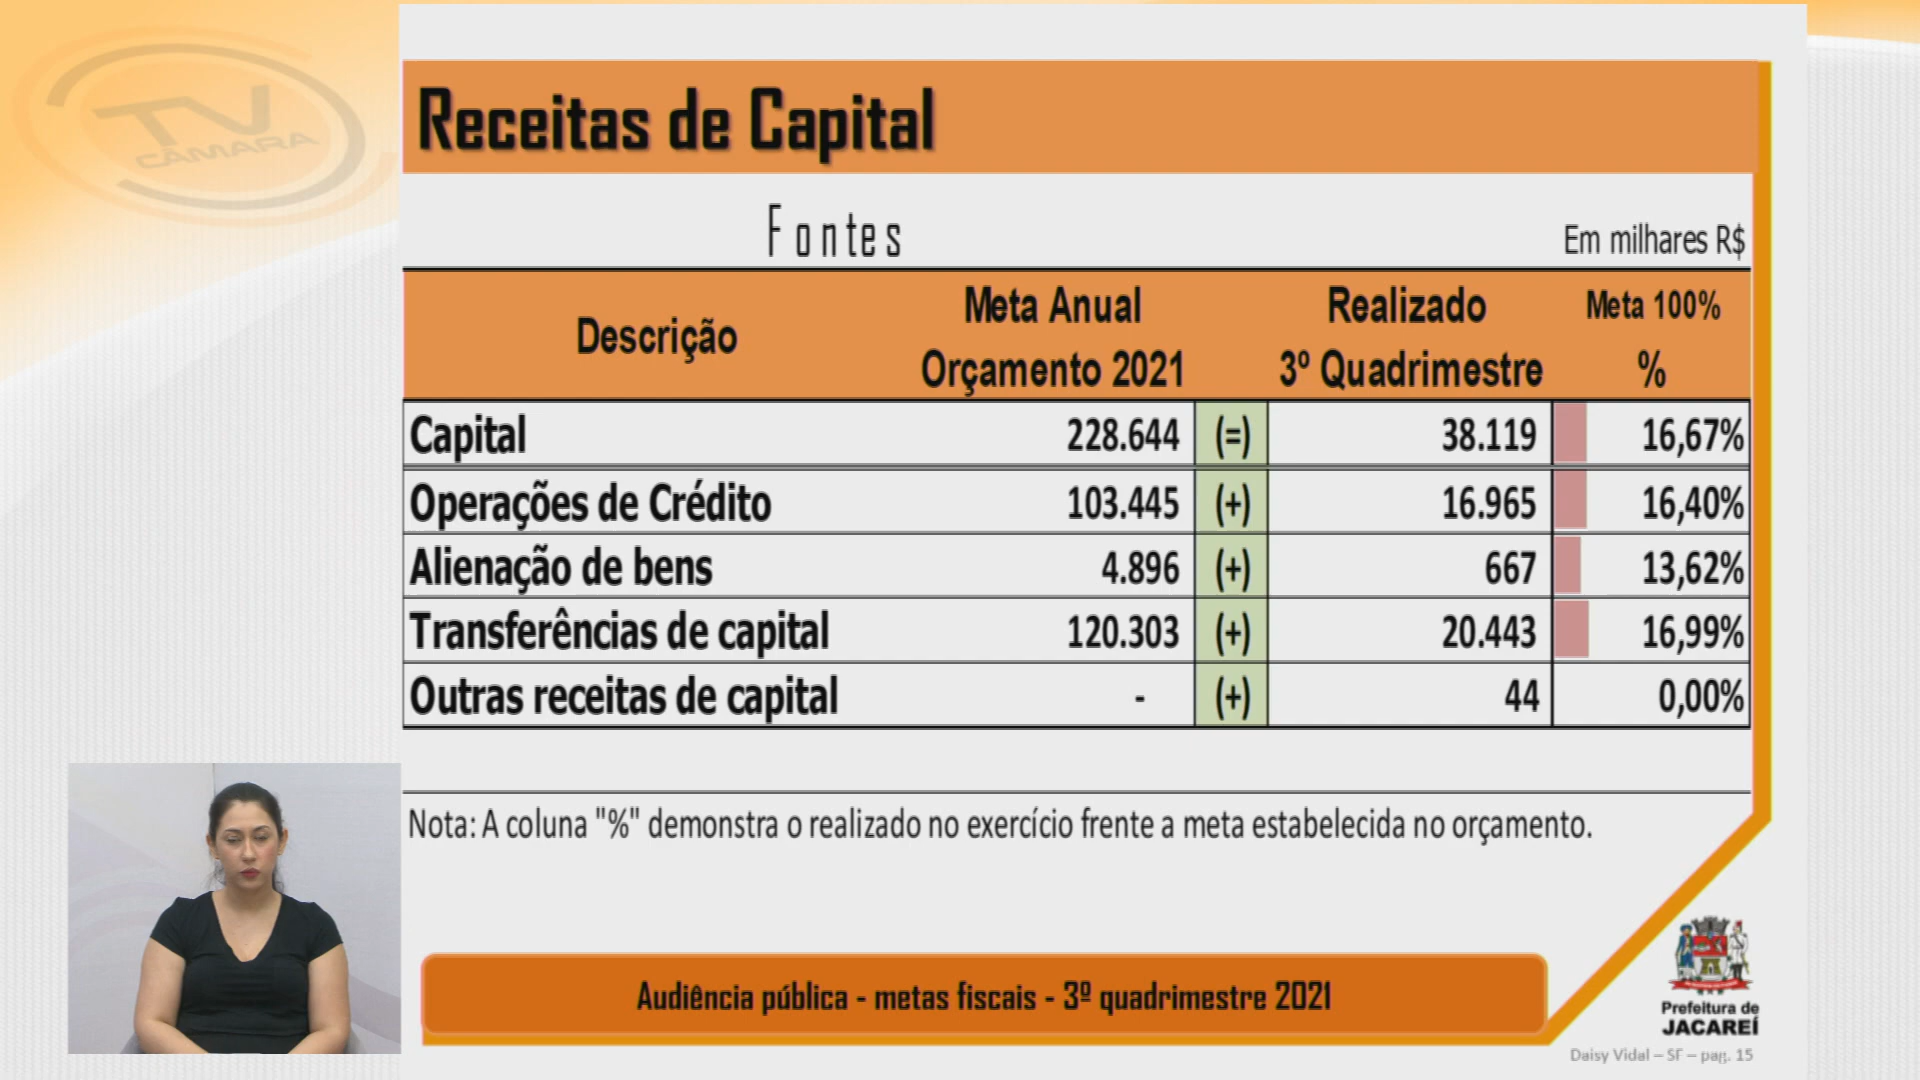 TV
CÂMARA
Receitas de Capital
Fontes
Em milhares R$
Descrição
Meta Anual
Orçamento 2021
Realizado
3º Quadrimestre
Meta 100%
%
Capital 228.644 (=) 38.119 16,67%
Operações de Crédito 103.445 (+) 16.965 16,40%
Alienação de bens 4.896 (+) 667 13,62%
Transferências de capital 120.303 (+) 20.443 16,99%
Outras receitas de capital - (+) 44 0,00%
Nota: A coluna "%" demonstra o realizado no exercício frente a meta estabelecida no orçamento.
Audiência pública - metas fiscais - 3º quadrimestre 2021
Prefeitura de
JACAREÍ
Daisy Vidal – SF – pag. 15